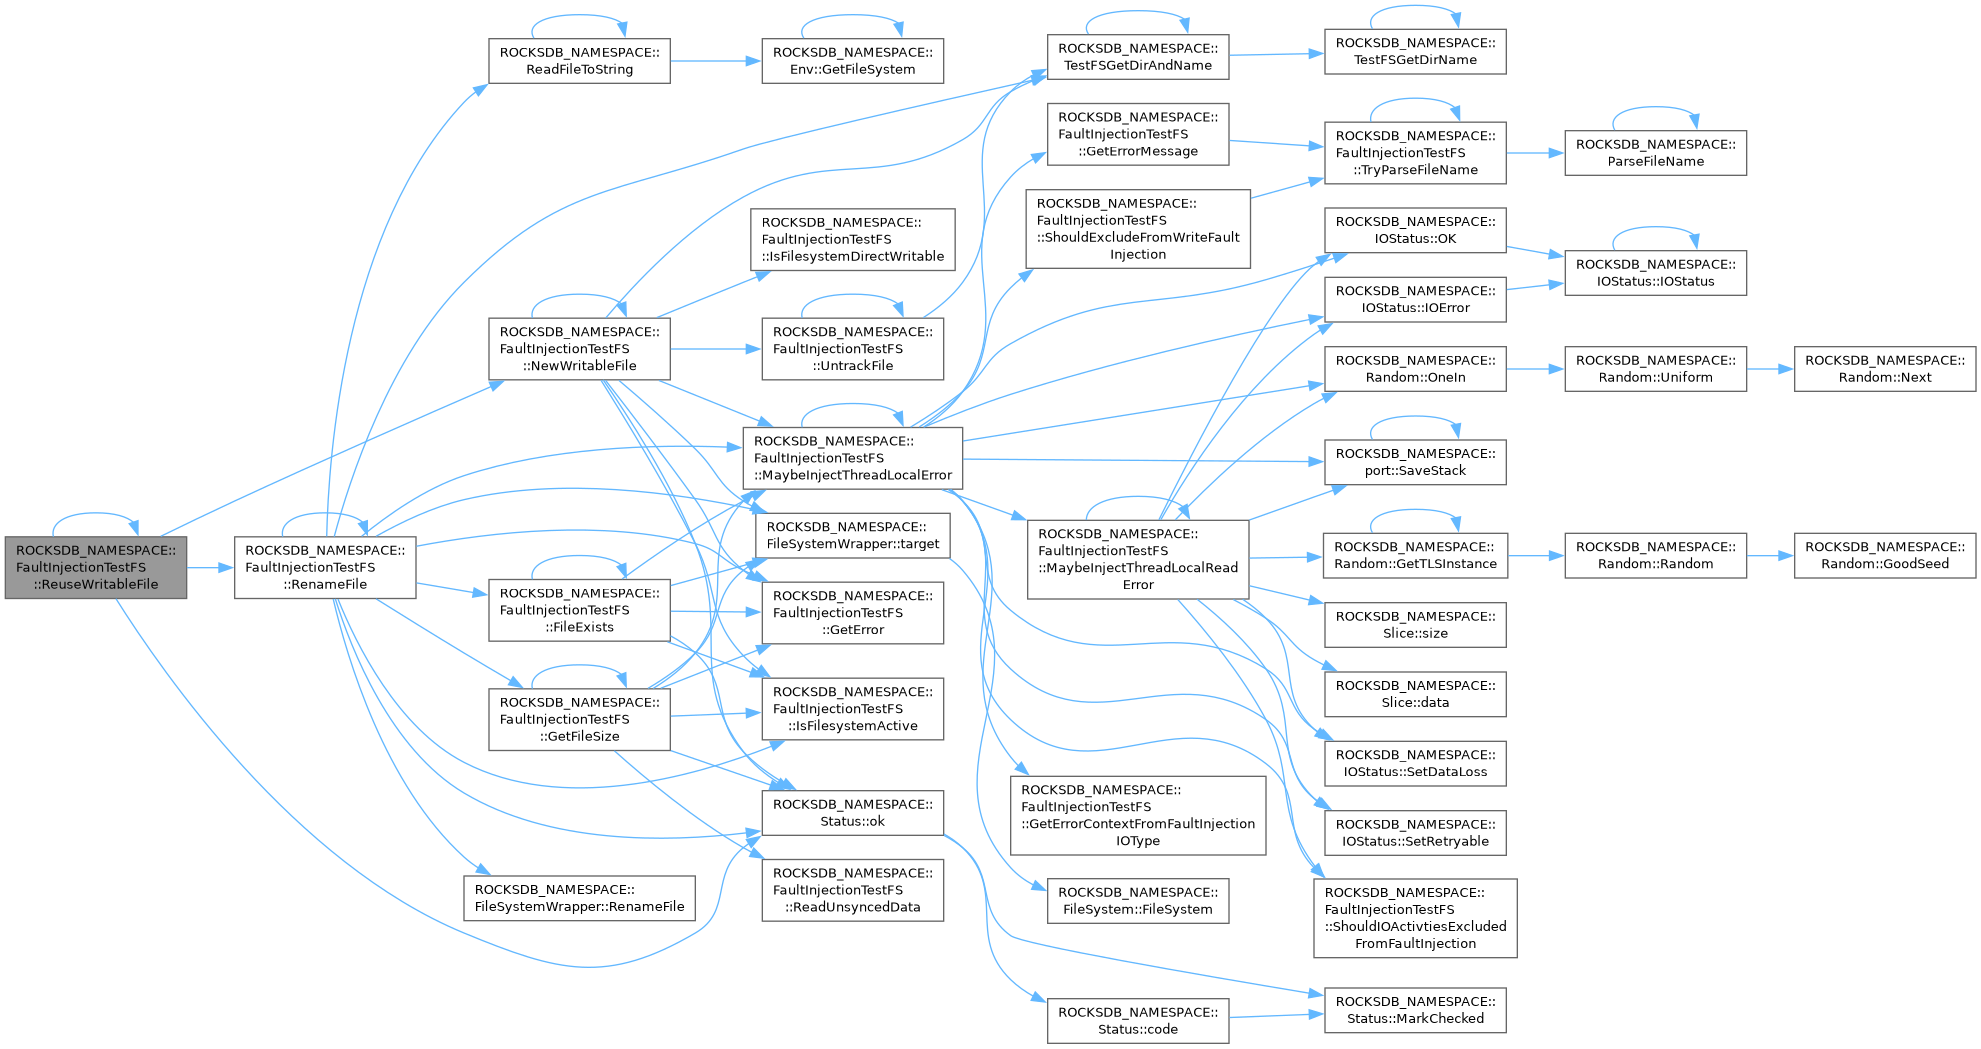 ROCKSDB_NAMESPACE::
FaultInjectionTestFS
::ReuseWritableFile
ROCKSDB_NAMESPACE::
FaultInjectionTestFS
::RenameFile
ROCKSDB_NAMESPACE::
ReadFileToString
ROCKSDB_NAMESPACE::
FaultInjectionTestFS
::NewWritableFile
ROCKSDB_NAMESPACE::
FaultInjectionTestFS
::FileExists
ROCKSDB_NAMESPACE::
FaultInjectionTestFS
::GetFileSize
ROCKSDB_NAMESPACE::
FileSystemWrapper::RenameFile
ROCKSDB_NAMESPACE::
Env::GetFileSystem
ROCKSDB_NAMESPACE::
FaultInjectionTestFS
::IsFilesystemDirectWritable
ROCKSDB_NAMESPACE::
FaultInjectionTestFS
::UntrackFile
ROCKSDB_NAMESPACE::
FaultInjectionTestFS
::MaybeInjectThreadLocalError
ROCKSDB_NAMESPACE::
FileSystemWrapper::target
ROCKSDB_NAMESPACE::
FaultInjectionTestFS
::GetError
ROCKSDB_NAMESPACE::
FaultInjectionTestFS
::IsFilesystemActive
ROCKSDB_NAMESPACE::
Status::ok
ROCKSDB_NAMESPACE::
FaultInjectionTestFS
::ReadUnsyncedData
ROCKSDB_NAMESPACE::
TestFSGetDirAndName
ROCKSDB_NAMESPACE::
FaultInjectionTestFS
::GetErrorMessage
ROCKSDB_NAMESPACE::
FaultInjectionTestFS
::ShouldExcludeFromWriteFault
Injection
ROCKSDB_NAMESPACE::
FaultInjectionTestFS
::MaybeInjectThreadLocalRead
Error
ROCKSDB_NAMESPACE::
FaultInjectionTestFS
::GetErrorContextFromFaultInjection
IOType
ROCKSDB_NAMESPACE::
FileSystem::FileSystem
ROCKSDB_NAMESPACE::
Status::code
ROCKSDB_NAMESPACE::
TestFSGetDirName
ROCKSDB_NAMESPACE::
FaultInjectionTestFS
::TryParseFileName
ROCKSDB_NAMESPACE::
IOStatus::OK
ROCKSDB_NAMESPACE::
IOStatus::IOError
ROCKSDB_NAMESPACE::
Random::OneIn
ROCKSDB_NAMESPACE::
port::SaveStack
ROCKSDB_NAMESPACE::
Random::GetTLSInstance
ROCKSDB_NAMESPACE::
Slice::size
ROCKSDB_NAMESPACE::
Slice::data
ROCKSDB_NAMESPACE::
IOStatus::SetDataLoss
ROCKSDB_NAMESPACE::
IOStatus::SetRetryable
ROCKSDB_NAMESPACE::
FaultInjectionTestFS
::ShouldIOActivtiesExcluded
FromFaultInjection
ROCKSDB_NAMESPACE::
Status::MarkChecked
ROCKSDB_NAMESPACE::
ParseFileName
ROCKSDB_NAMESPACE::
IOStatus::IOStatus
ROCKSDB_NAMESPACE::
Random::Uniform
ROCKSDB_NAMESPACE::
Random::Random
ROCKSDB_NAMESPACE::
Random::Next
ROCKSDB_NAMESPACE::
Random::GoodSeed